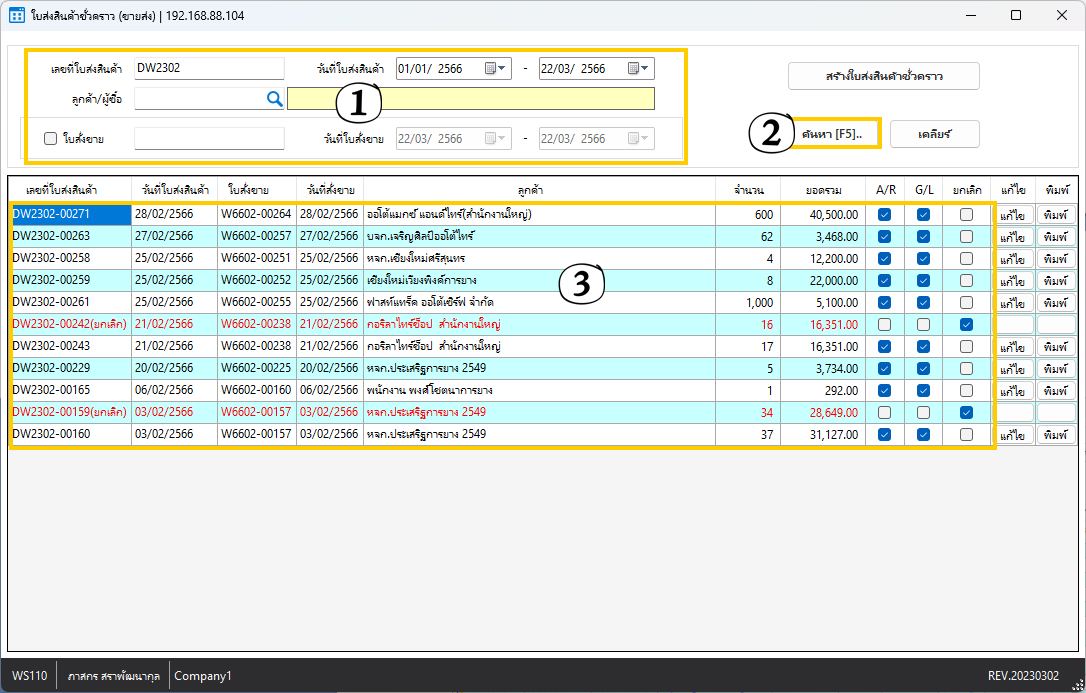 ใบส่งสินค้าชั่วคราว (ขายส่ง) | 192.168.88.104
เลขที่ใบส่งสินค้า DW2302 วันที่ใบส่งสินค้า 01/01/ 2566 - 22/03/ 2566 สร้างใบส่งสินค้าชั่วคราว
ลูกค้า/ผู้ซื้อ 1
ใบสั่งขาย วันที่ใบสั่งขาย 22/03/ 2566 - 22/03/ 2566 2 ค้นหา [F5].. เคลียร์
เลขที่ใบส่งสินค้า วันที่ใบส่งสินค้า ใบสั่งขาย วันที่สั่งขาย ลูกค้า จำนวน ยอดรวม A/R G/L ยกเลิก แก้ไข พิมพ์
DW2302-00271 28/02/2566 W6602-00264 28/02/2566 ออโต้แมกซ์ แอนด์ไทร์(สำนักงานใหญ่) 600 40,500.00 แก้ไข พิมพ์
DW2302-00263 27/02/2566 W6602-00257 27/02/2566 บจก.เจริญศิลป์ออโต้ไทร์ 62 3,468.00 แก้ไข พิมพ์
DW2302-00258 25/02/2566 W6602-00251 25/02/2566 หจก.เชียงใหม่ศรีสุนทร 4 12,200.00 แก้ไข พิมพ์
DW2302-00259 25/02/2566 W6602-00252 25/02/2566 เชียงใหม่เวียงพิงค์การยาง 8 22,000.00 แก้ไข พิมพ์
DW2302-00261 25/02/2566 W6602-00255 25/02/2566 ฟาสท์แทร็ค ออโต้เซิร์ฟ จำกัด 1,000 5,100.00 แก้ไข พิมพ์
DW2302-00242(ยกเลิก) 21/02/2566 W6602-00238 21/02/2566 กอริลาไทร์ช็อป สำนักงานใหญ่ 16 16,351.00
DW2302-00243 21/02/2566 W6602-00238 21/02/2566 กอริลาไทร์ช็อป สำนักงานใหญ่ 17 16,351.00 แก้ไข พิมพ์
DW2302-00229 20/02/2566 W6602-00225 20/02/2566 หจก.ประเสริฐการยาง 2549 5 3,734.00 แก้ไข พิมพ์
DW2302-00165 06/02/2566 W6602-00160 06/02/2566 พนักงาน พงศ์โชตนาการยาง 1 292.00 แก้ไข พิมพ์
DW2302-00159(ยกเลิก) 03/02/2566 W6602-00157 03/02/2566 หจก.ประเสริฐการยาง 2549 34 28,649.00
DW2302-00160 03/02/2566 W6602-00157 03/02/2566 หจก.ประเสริฐการยาง 2549 37 31,127.00 แก้ไข พิมพ์
3
WS110 ภาสกร สราพัฒนากุล Company1 REV.20230302